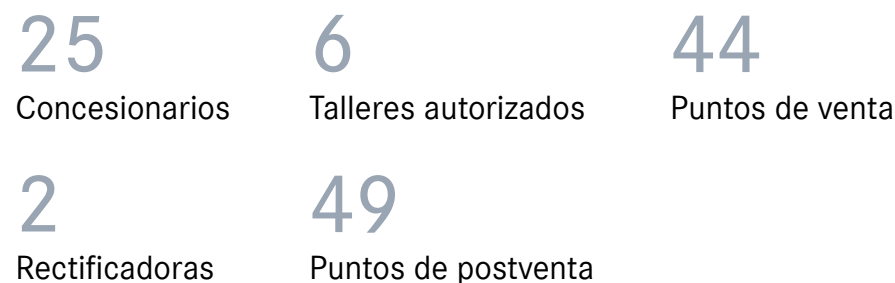 25
Concesionarios
6
Talleres autorizados
44
Puntos de venta
2
Rectificadoras
49
Puntos de postventa